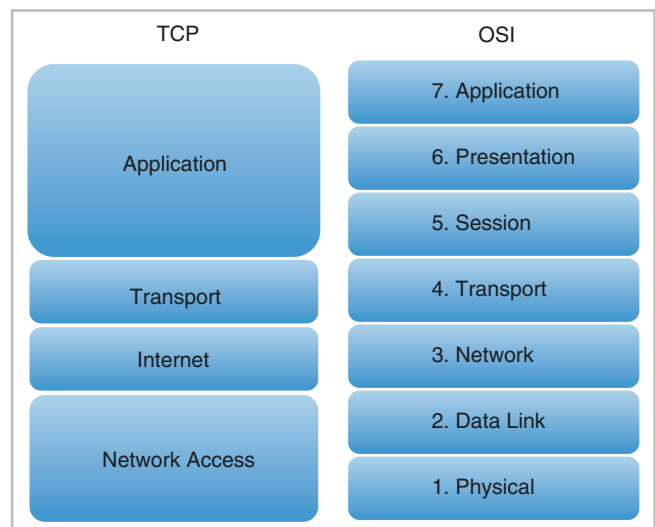 TCP
OSI
Application
7. Application
6. Presentation
5. Session
Transport
4. Transport
Internet
3. Network
Network Access
2. Data Link
1. Physical